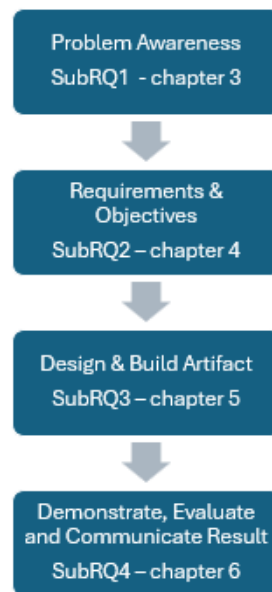 Problem Awareness
SubRQ1 - chapter 3
Requirements &
Objectives
SubRQ2 – chapter 4
Design & Build Artifact
SubRQ3 – chapter 5
Demonstrate, Evaluate
and Communicate Result
SubRQ4 – chapter 6